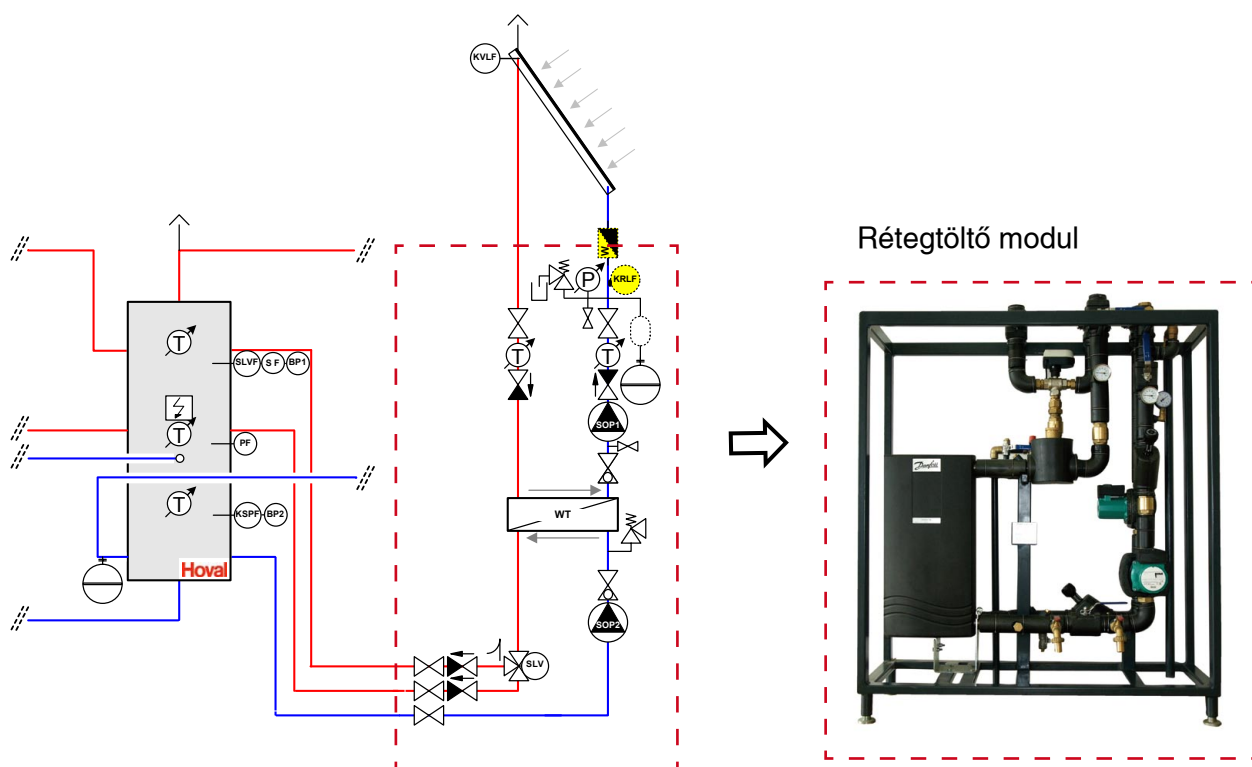 KVLF
Rétegtöltő modul
P
KRLF
T
SLVF
S F
BP1
T
T
T
PF
SOP1
T
KSPF
BP2
WT
Hoval
SOP2
SLV
Danfoss